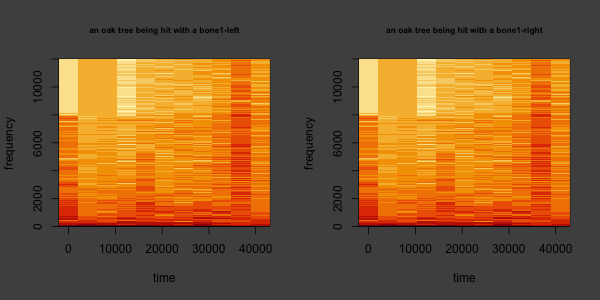 an oak tree being hit with a bone1-left
frequency
10000
6000
2000
0
0 10000 20000 30000 40000
time
an oak tree being hit with a bone1-right
frequency
10000
6000
2000
0
0 10000 20000 30000 40000
time